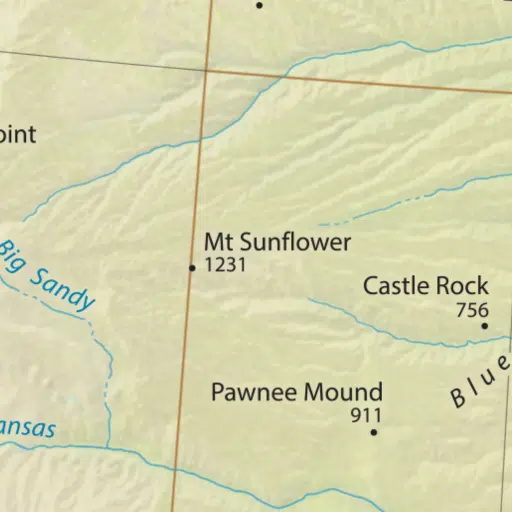 oint
Mt Sunflower
1231
Big Sandy
Castle Rock
756
Blue
Pawnee Mound
911
ansas